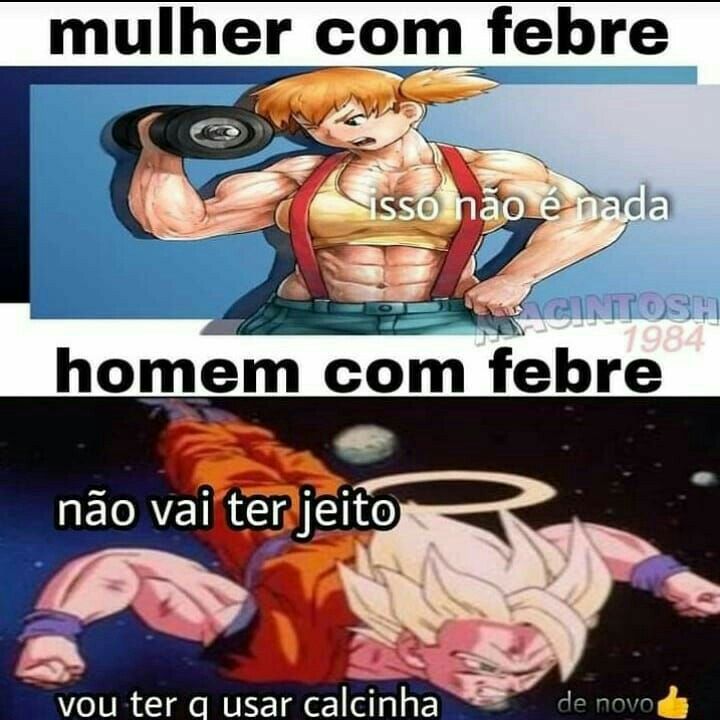 mulher com febre
isso não é nada
MACINTOSH
1984
homem com febre
não vai ter jeito
vou ter q usar calcinha
de novo👍